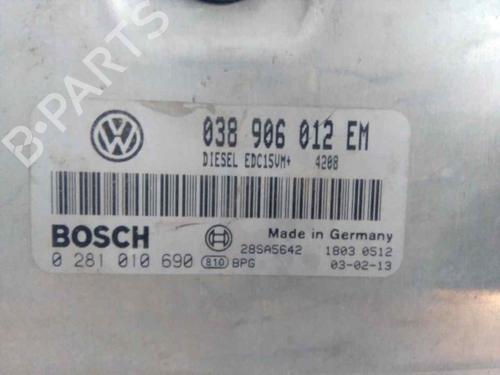 038 906 012 EM
DIESEL EDC15VM+ 4208
BOSCH
Made in Germany
28SA5642 1803 0512
0 281 010 690 810 BPG 03-02-13